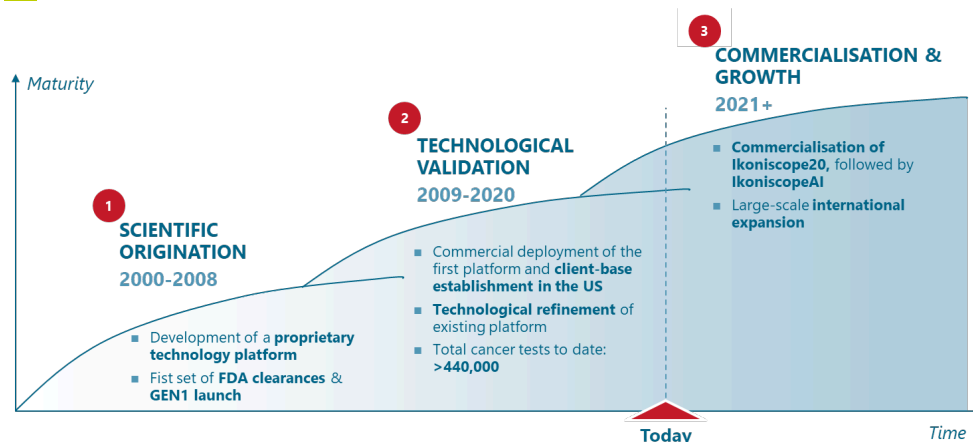 Maturity
1
SCIENTIFIC
ORIGINATION
2000-2008
Development of a proprietary
technology platform
Fist set of FDA clearances &
GEN1 launch
2
TECHNOLOGICAL
VALIDATION
2009-2020
Commercial deployment of the
first platform and client-base
establishment in the US
Technological refinement of
existing platform
Total cancer tests to date:
>440,000
3
COMMERCIALISATION &
GROWTH
2021+
Commercialisation of
Ikoniscope20, followed by
IkoniscopeAI
Large-scale international
expansion
Today
Time